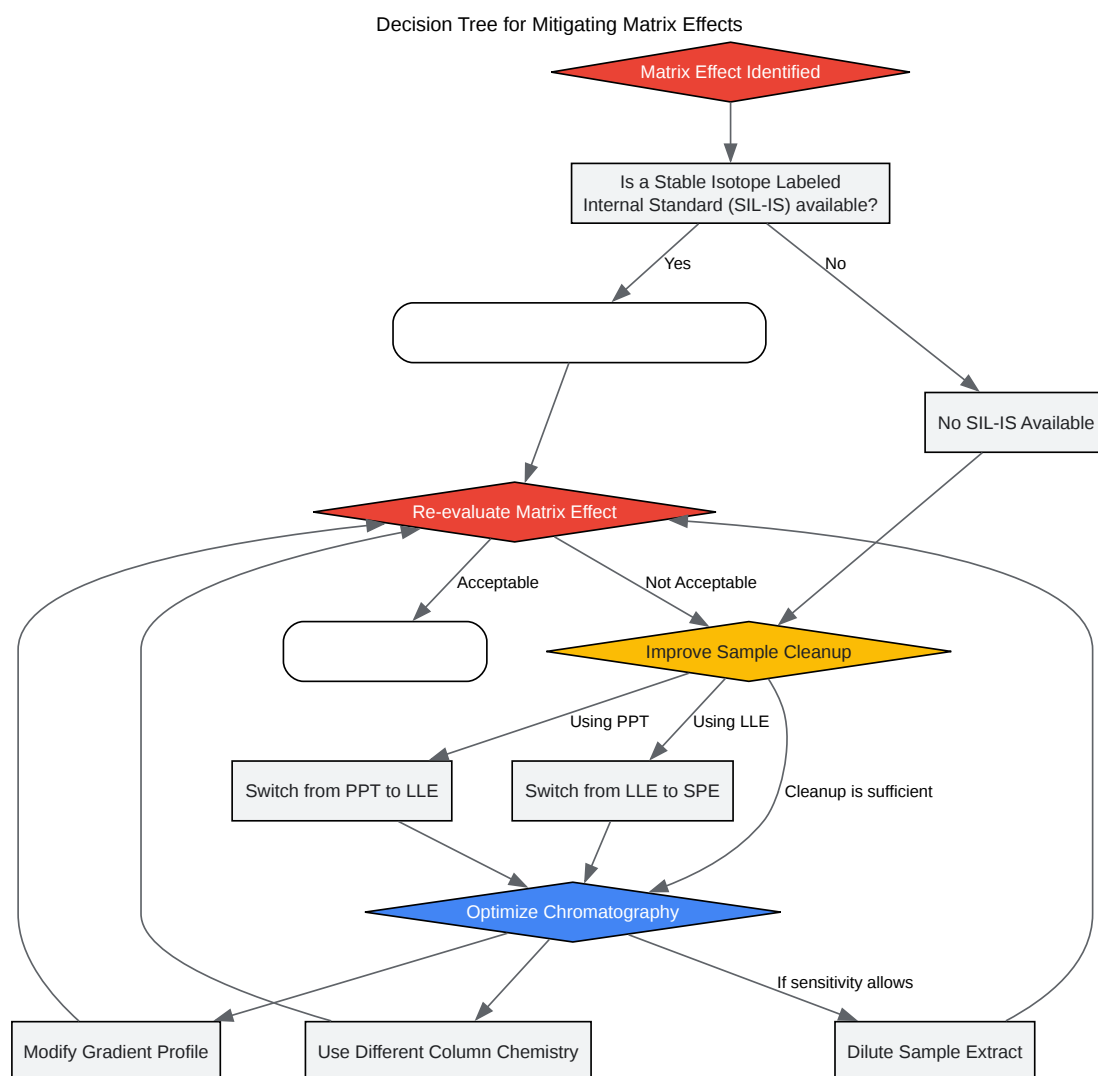 Decision Tree for Mitigating Matrix Effects
Matrix Effect Identified
Is a Stable Isotope Labeled
Internal Standard (SIL-IS) available?
Yes
No
No SIL-IS Available
Re-evaluate Matrix Effect
Acceptable
Not Acceptable
Improve Sample Cleanup
Using PPT
Using LLE
Switch from PPT to LLE
Switch from LLE to SPE
Cleanup is sufficient
Optimize Chromatography
If sensitivity allows
Modify Gradient Profile
Use Different Column Chemistry
Dilute Sample Extract